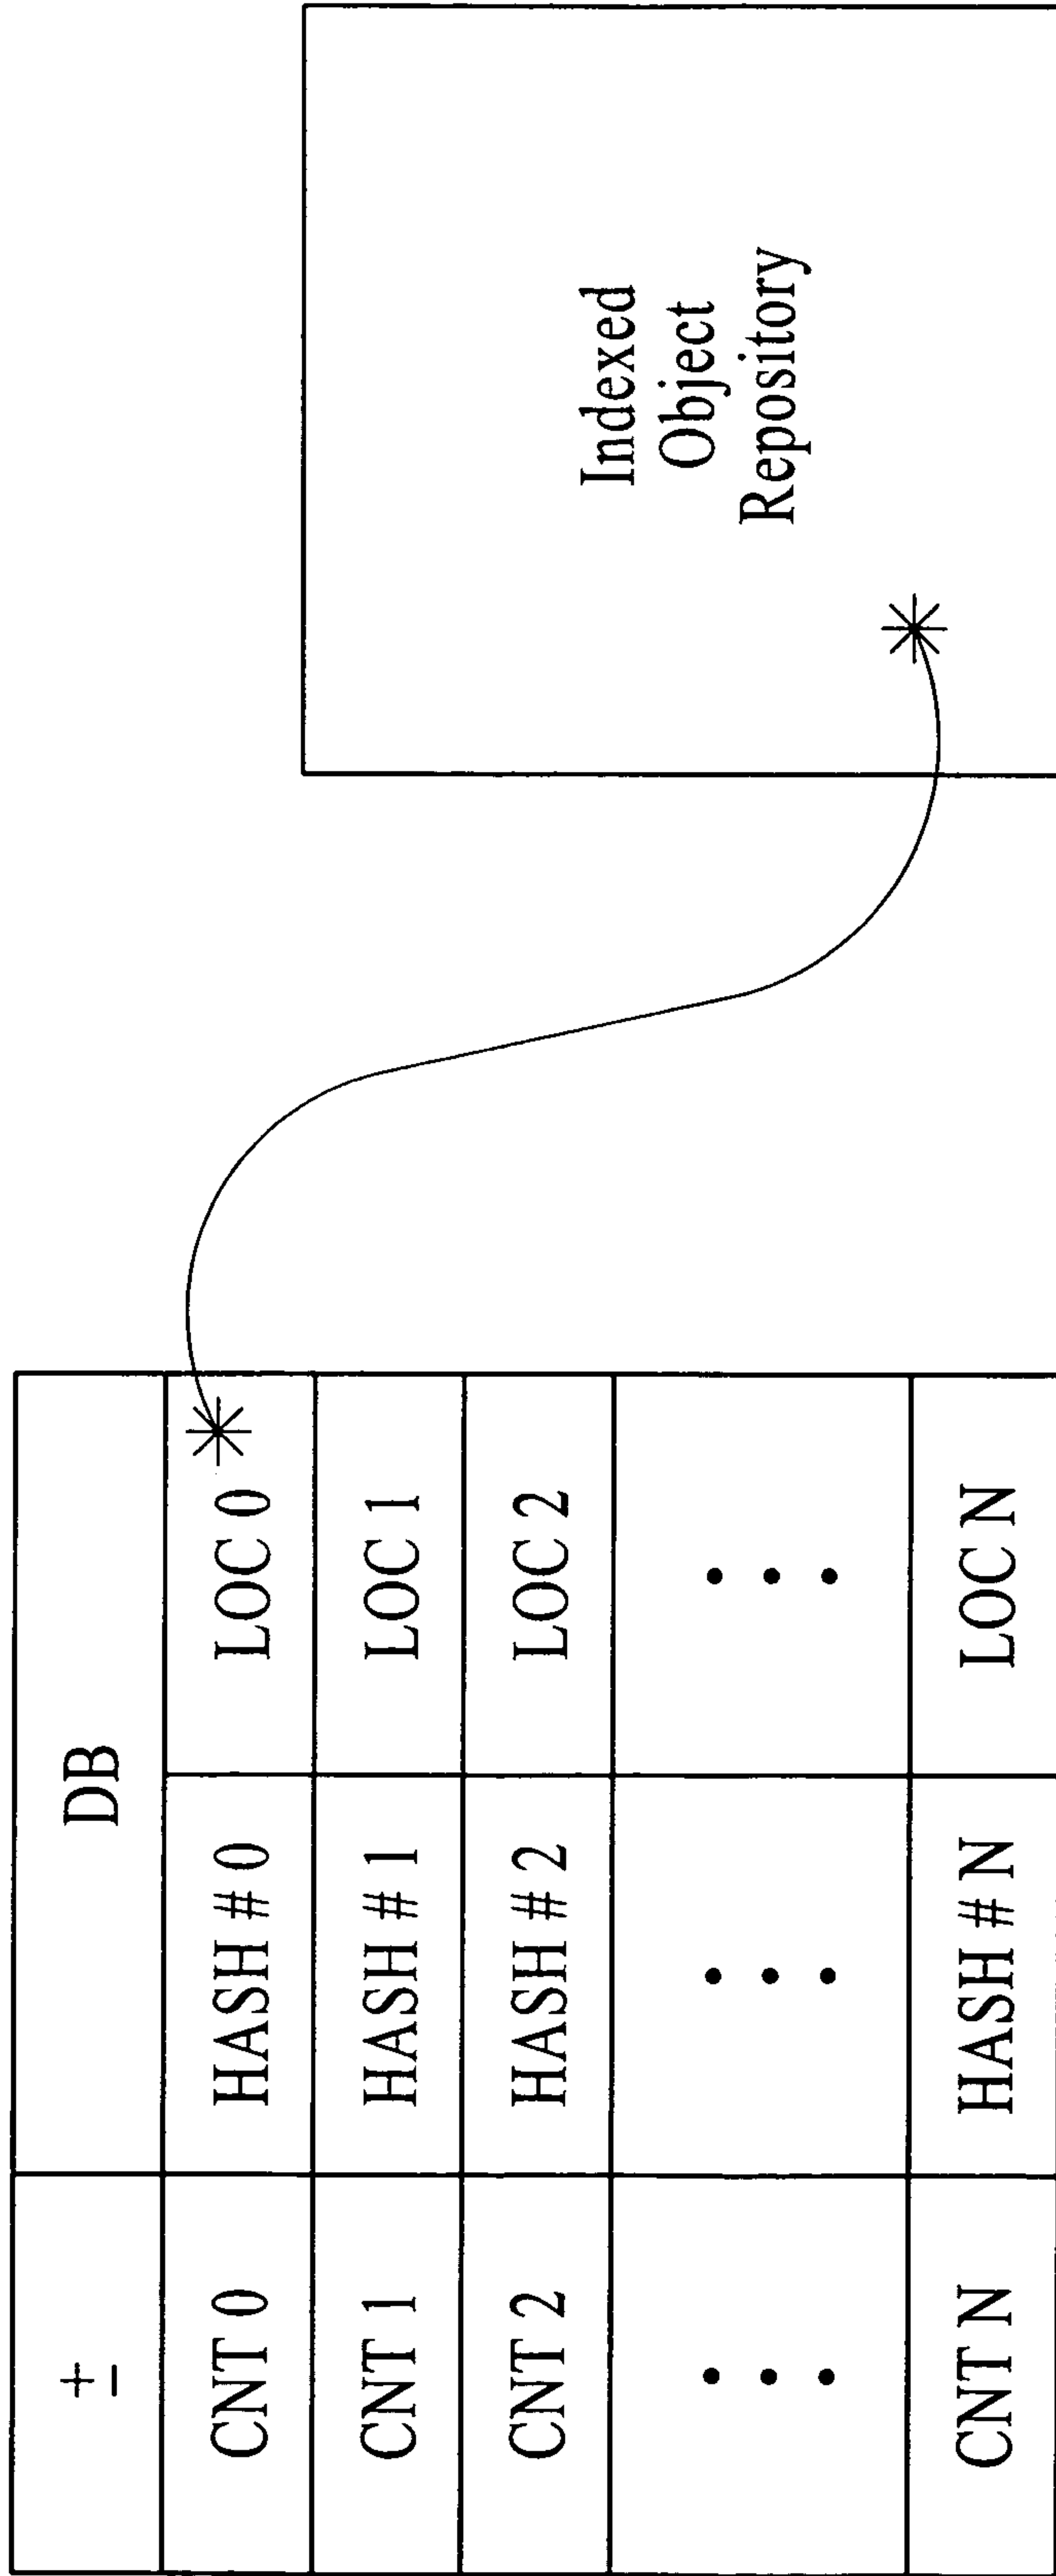 ± DB
CNT 0 HASH # 0 LOC 0
CNT 1 HASH # 1 LOC 1
CNT 2 HASH # 2 LOC 2
• • •
• • •
• • •
CNT N HASH # N LOC N
Indexed
Object
Repository